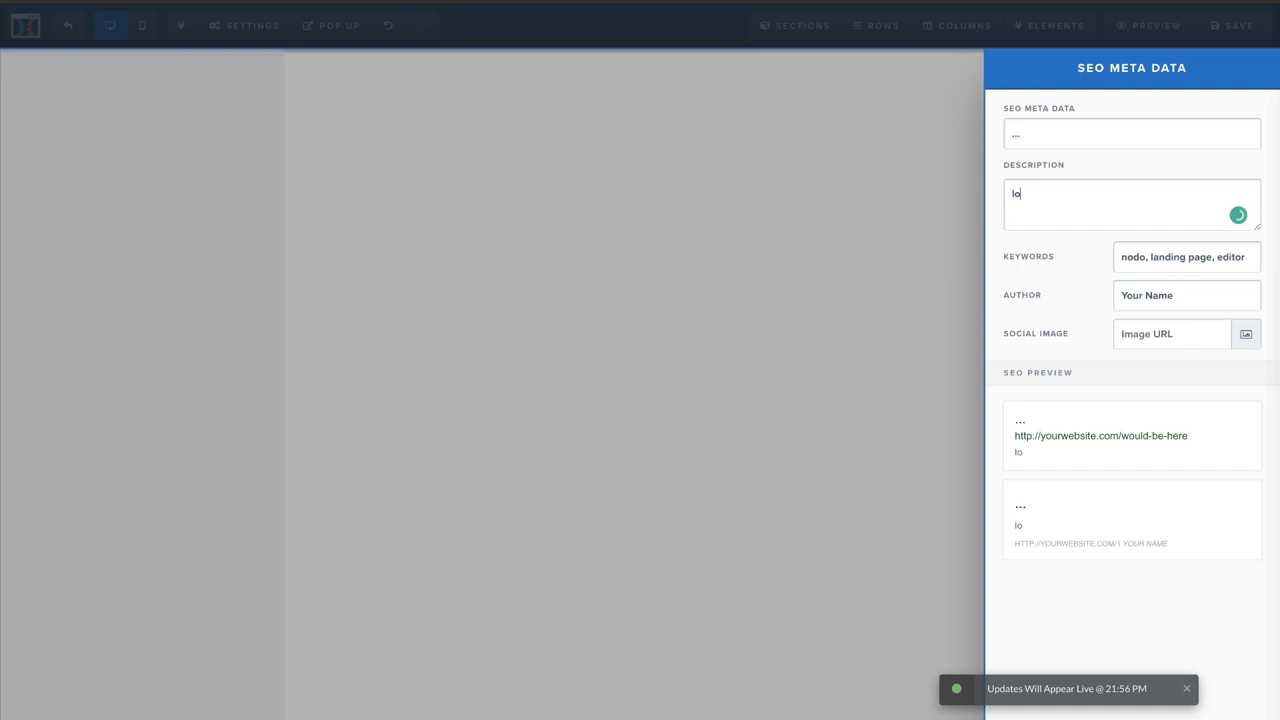 SETTINGS POP UP SECTIONS ROWS COLUMNS ELEMENTS PREVIEW SAVE
SEO META DATA
SEO META DATA
...
DESCRIPTION
lo
KEYWORDS nodo, landing page, editor
AUTHOR Your Name
SOCIAL IMAGE Image URL
SEO PREVIEW
...
http://yourwebsite.com/would-be-here
lo
...
lo
HTTP://YOURWEBSITE.COM/ | YOUR NAME
Updates Will Appear Live @ 21:56 PM